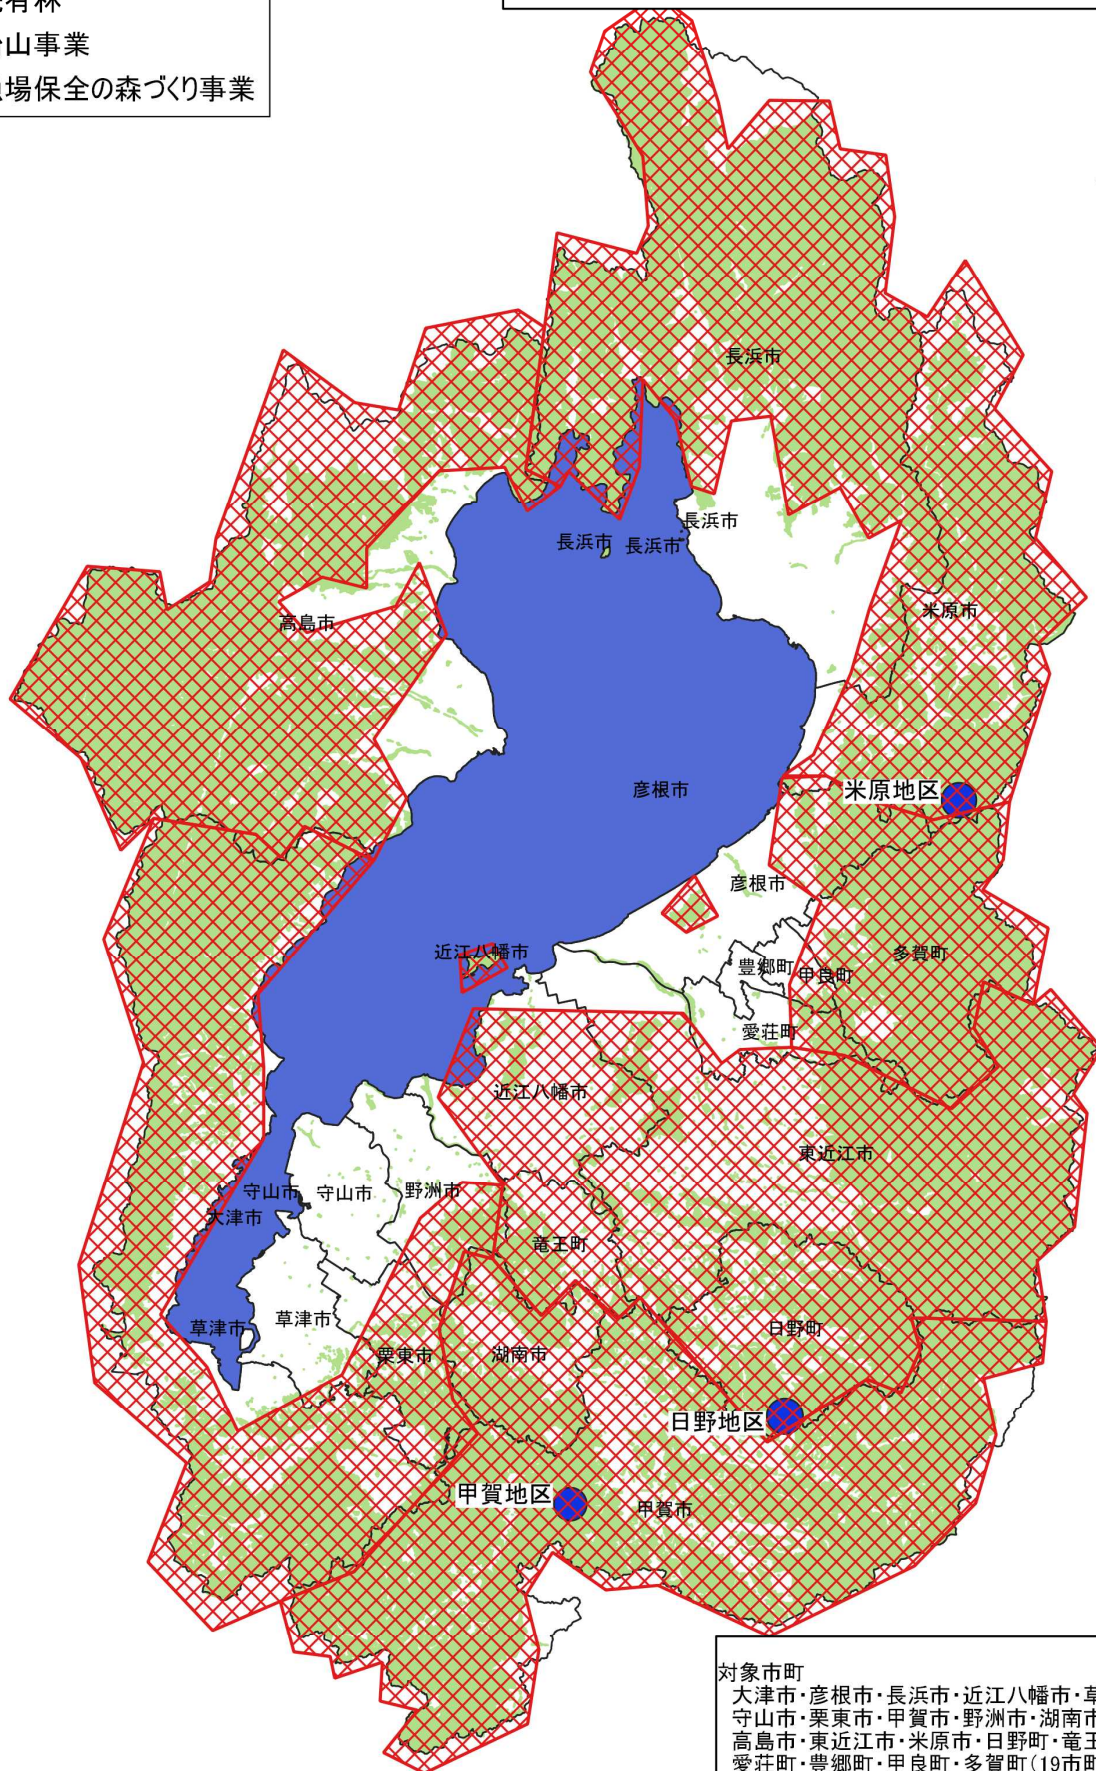 有林
山事業
場保全の森づくり事業
長浜市
長浜市
長浜市
長浜市
米原市
高島市
米原地区
彦根市
彦根市
近江八幡市
多賀町
豊郷町
甲良町
愛荘町
近江八幡市
東近江市
守山市
守山市
野洲市
大津市
竜王町
草津市
草津市
日野町
栗東市
湖南市
日野地区
甲賀地区
甲賀市
対象市町
大津市・彦根市・長浜市・近江八幡市・草
守山市・栗東市・甲賀市・野洲市・湖南市
高島市・東近江市・米原市・日野町・竜王
愛荘町・豊郷町・甲良町・多賀町(19市町